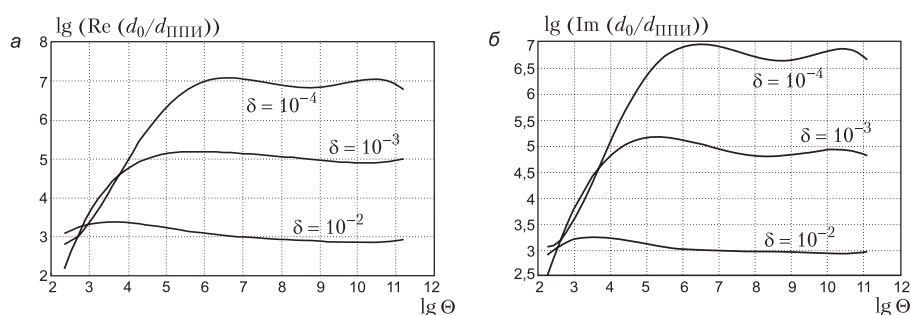 а
lg (Re (d₀/dППИ))
8
7
6
5
4
3
2
δ = 10⁻⁴
δ = 10⁻³
δ = 10⁻²
2 3 4 5 6 7 8 9 10 11 12
lg Θ
б
lg (Im (d₀/dППИ))
7
6,5
6
5,5
5
4,5
4
3,5
3
2,5
δ = 10⁻⁴
δ = 10⁻³
δ = 10⁻²
2 3 4 5 6 7 8 9 10 11 12
lg Θ